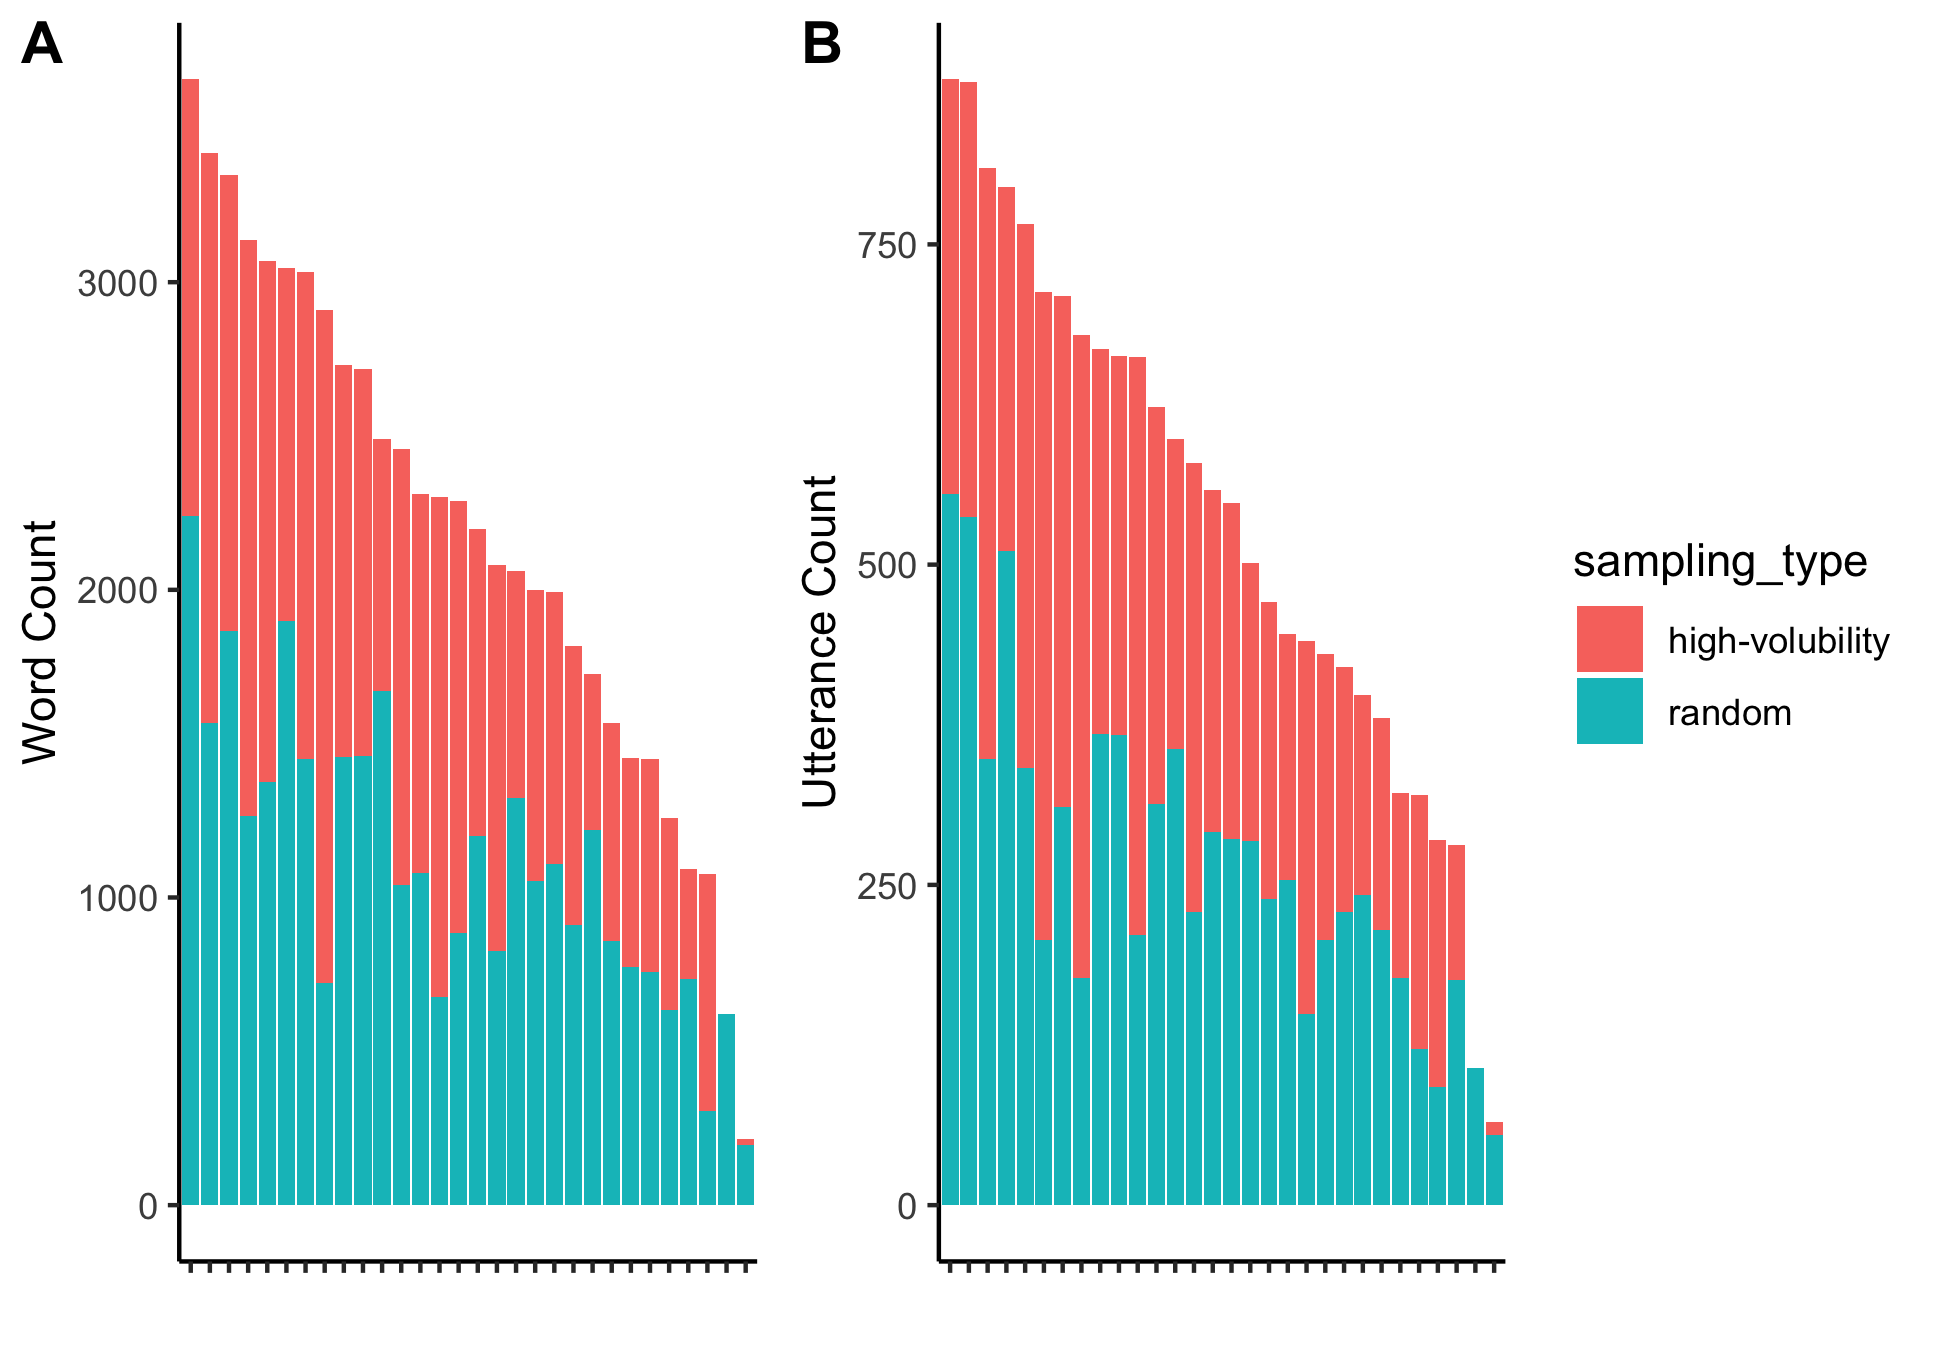 A
Word Count
3000
2000
1000
0
B
Utterance Count
750
500
250
0
sampling_type
high-volubility
random